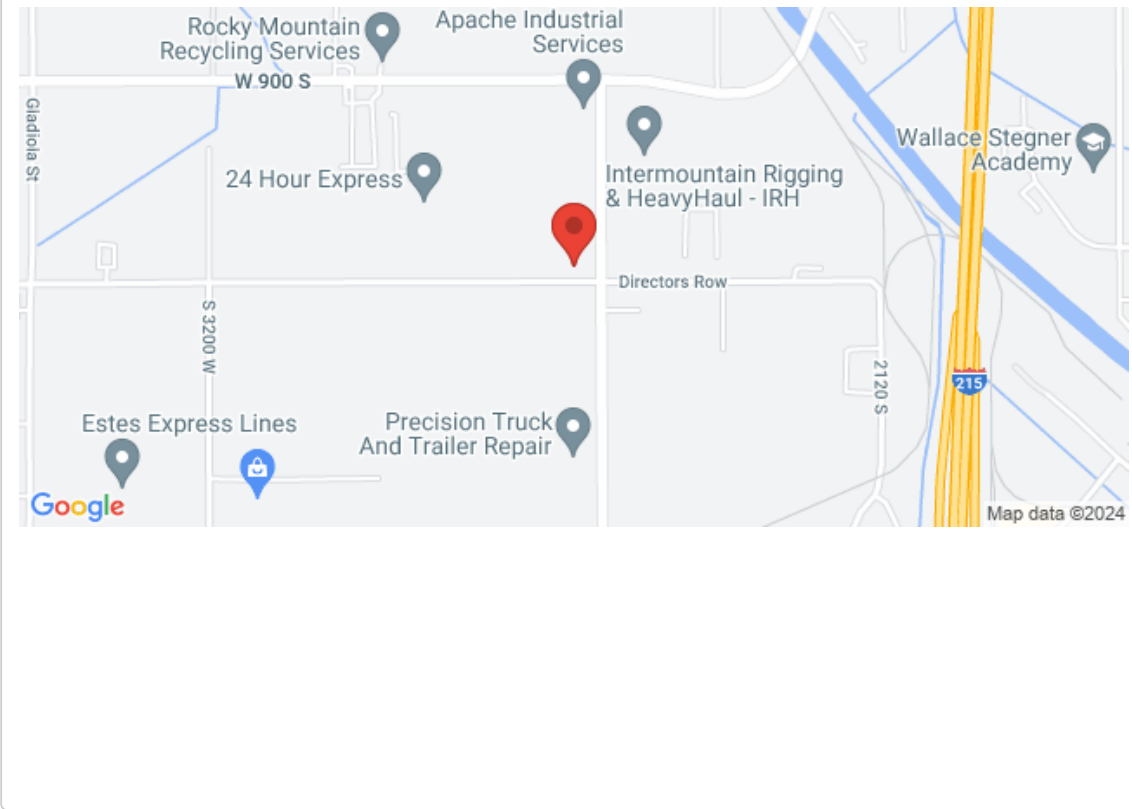 Rocky Mountain
Recycling Services
Apache Industrial
Services
W 900 S
Gladiola St
Wallace Stegner
Academy
24 Hour Express
Intermountain Rigging
& HeavyHaul - IRH
Directors Row
S 3200 W
2120 S
215
Estes Express Lines
Precision Truck
And Trailer Repair
Google
Map data ©2024